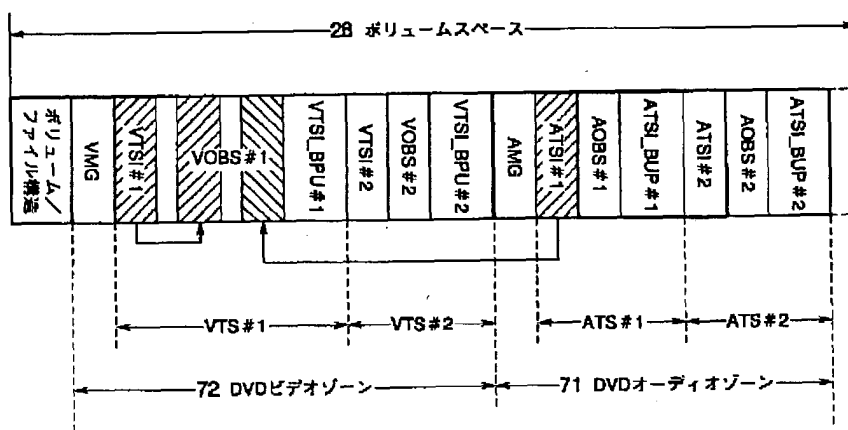 28 ボリュームスペース
ボリューム/
ファイル構造
VMG
VTSI#1
VOBS#1
VTSI_BPU#1
VTSI#2
VOBS#2
VTSI_BPU#2
AMG
ATSI#1
AOBS#1
ATSI_BUP#1
ATSI#2
AOBS#2
ATSI_BUP#2
VTS#1
VTS#2
ATS#1
ATS#2
72 DVDビデオゾーン
71 DVDオーディオゾーン